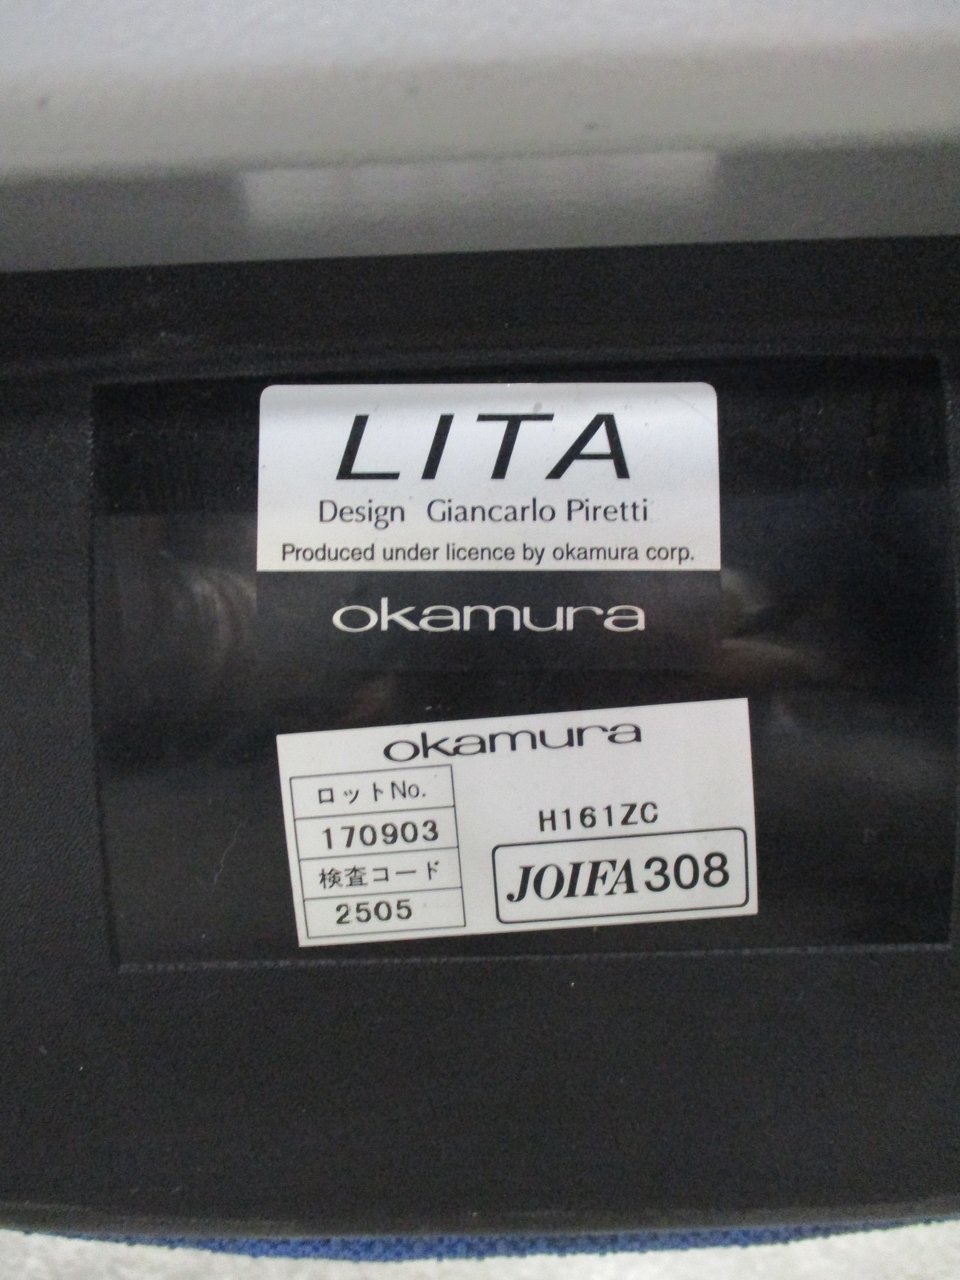 LITA
Design Giancarlo Piretti
Produced under licence by okamura corp.
okamura
okamura
ロットNo.
170903
検査コード
2505
H161ZC
JOIFA308